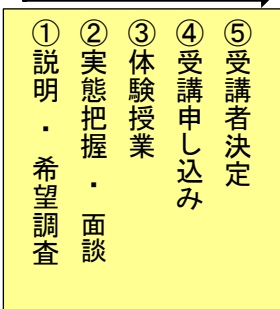 ①説明・希望調査
②実態把握・面談
③体験授業
④受講申し込み
⑤受講者決定